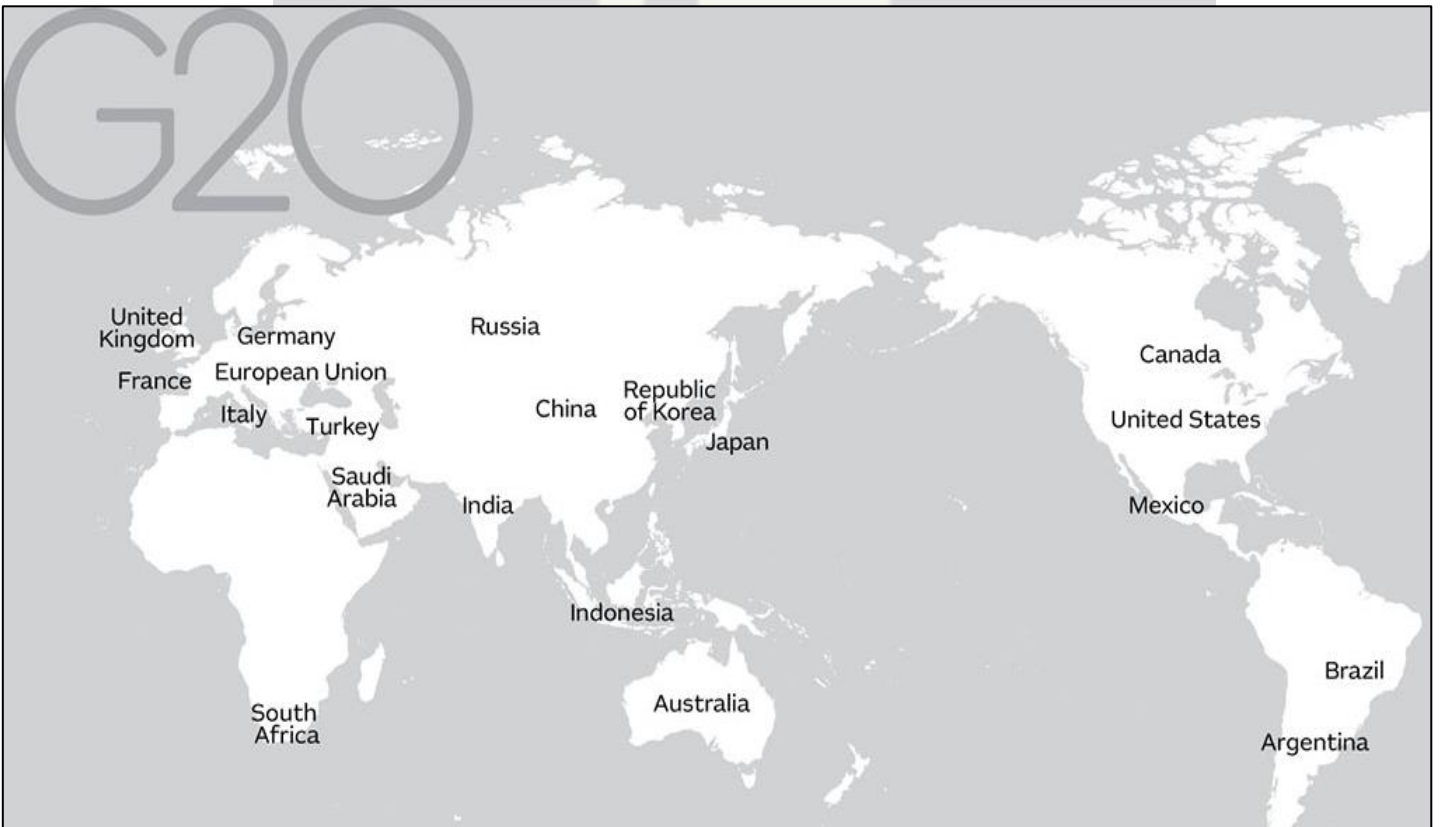 G20
United
Kingdom
Germany
Russia
France
European Union
Italy
Turkey
China
Republic
of Korea
Japan
Canada
United States
Saudi
Arabia
India
Mexico
Indonesia
Australia
South
Africa
Brazil
Argentina